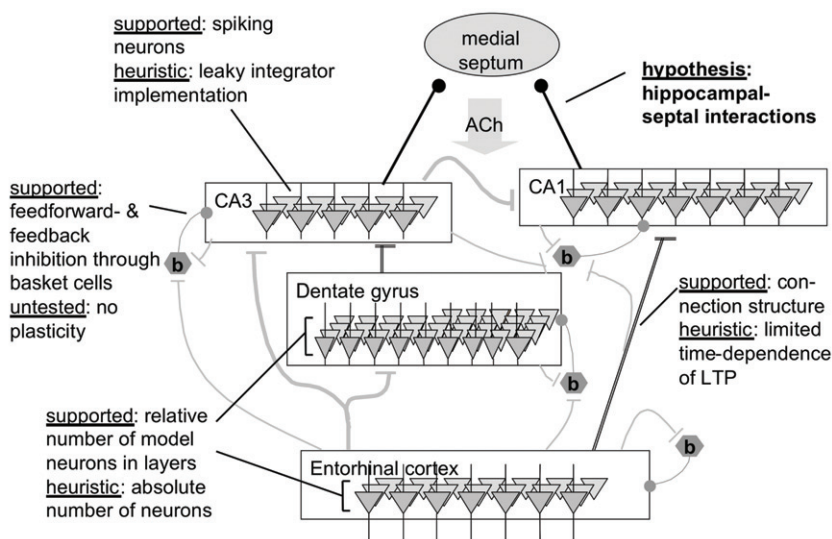 supported: spiking
neurons
heuristic: leaky integrator
implementation
medial
septum
ACh
hypothesis:
hippocampal-
septal interactions
supported:
feedforward- &
feedback
inhibition through
basket cells
untested: no
plasticity
CA3
CA1
b
b
Dentate gyrus
b
supported: con-
nection structure
heuristic: limited
time-dependence
of LTP
supported: relative
number of model
neurons in layers
heuristic: absolute
number of neurons
Entorhinal cortex
b